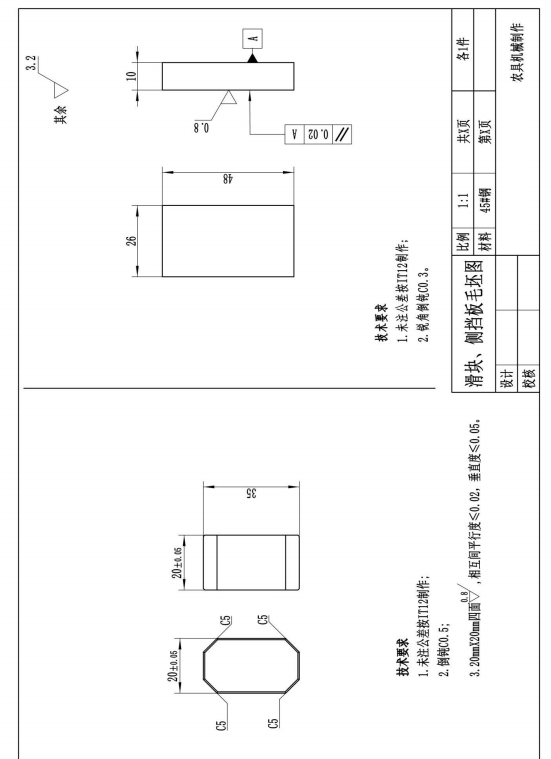 其余 3.2
20±0.05
20±0.05
35
C5
C5
C5
C5
技术要求
1.未注公差按IT12制作;
2.倒钝C0.5;
3.20mmX20mm四面0.8,相互间平行度≤0.02，垂直度≤0.05。
26
48
10
0.8
// 0.02 A
A
技术要求
1.未注公差按IT12制作;
2.锐角倒钝C0.3。
滑块、侧挡板毛坯图
比例 1:1 共X页 各1件
材料 45#钢 第X页
设计
校核
农具机械制作